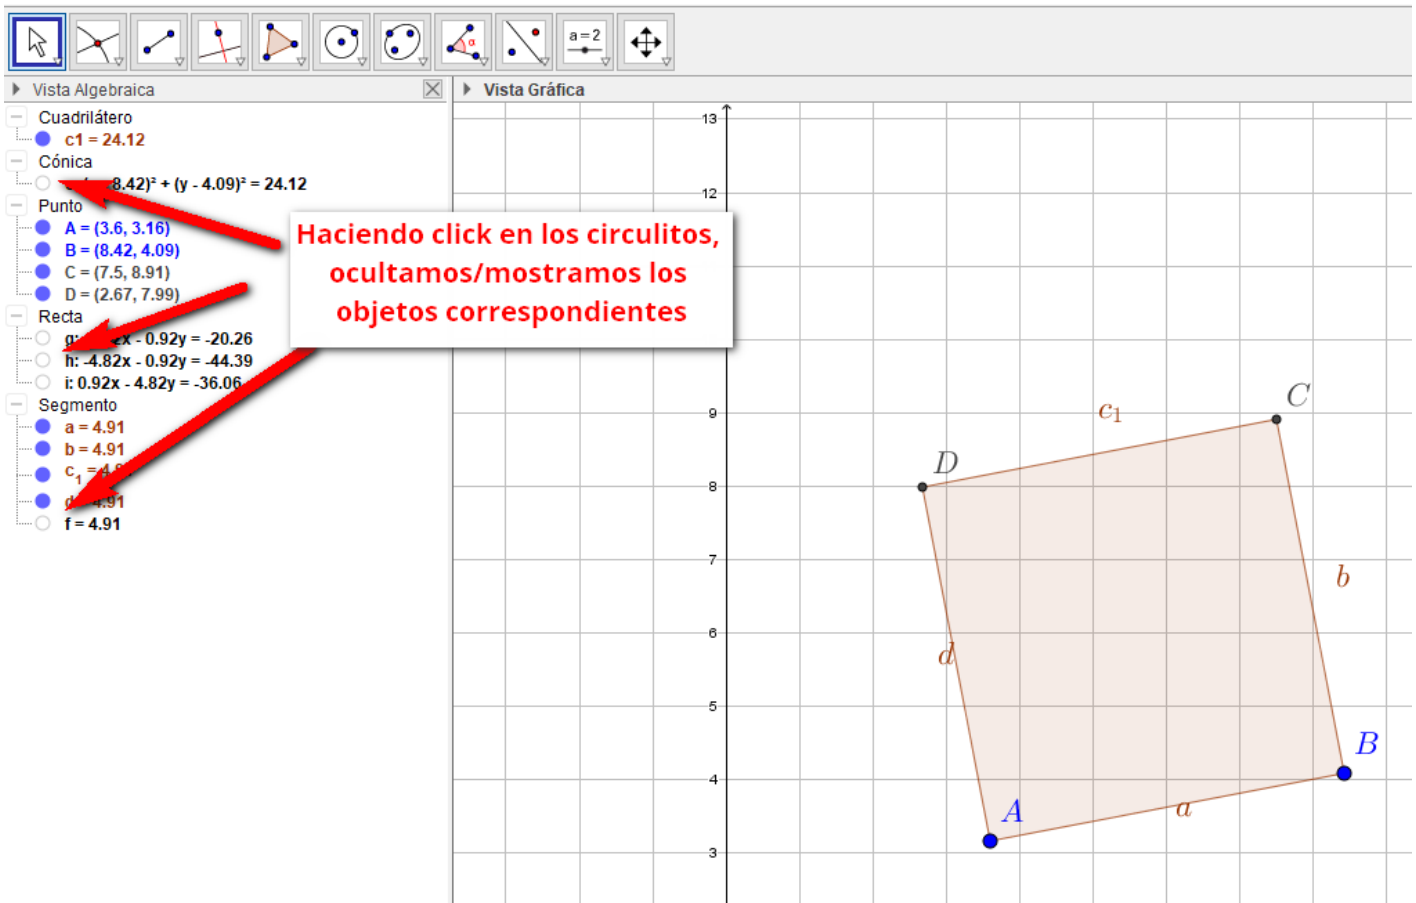 a=2
α
Vista Algebraica
Vista Gráfica
Cuadrilátero
c1 = 24.12
Cónica
8.42)² + (y - 4.09)² = 24.12
Punto
A = (3.6, 3.16)
B = (8.42, 4.09)
C = (7.5, 8.91)
D = (2.67, 7.99)
Recta
x - 0.92y = -20.26
h: -4.82x - 0.92y = -44.39
i: 0.92x - 4.82y = -36.06
Segmento
a = 4.91
b = 4.91
c₁ =
4.91
f = 4.91
Haciendo click en los circulitos,
ocultamos/mostramos los
objetos correspondientes
13
12
9
8
7
6
5
4
3
c₁
C
D
b
d
B
A
a